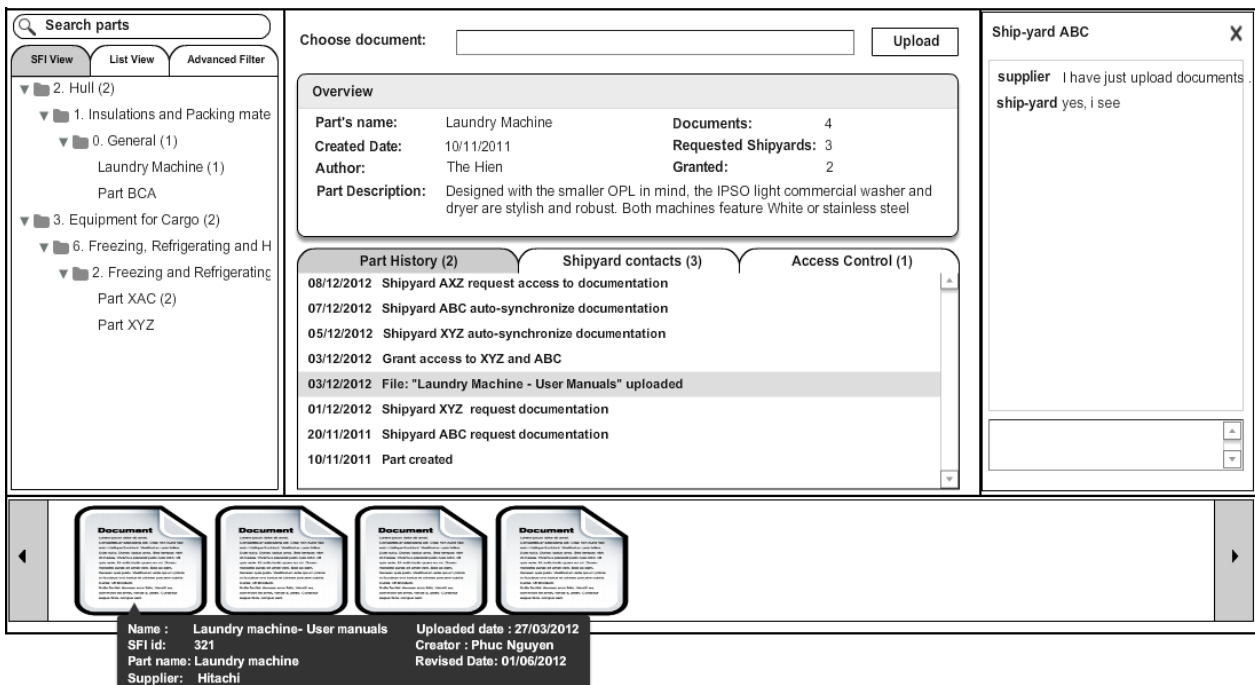 Search parts
SFI View
List View
Advanced Filter
2. Hull (2)
1. Insulations and Packing mate
0. General (1)
Laundry Machine (1)
Part BCA
3. Equipment for Cargo (2)
6. Freezing, Refrigerating and H
2. Freezing and Refrigerating
Part XAC (2)
Part XYZ
Choose document:
Upload
Overview
Part's name: Laundry Machine
Created Date: 10/11/2011
Author: The Hien
Documents: 4
Requested Shipyards: 3
Granted: 2
Part Description: Designed with the smaller OPL in mind, the IPSO light commercial washer and
dryer are stylish and robust. Both machines feature White or stainless steel
Part History (2)
Shipyard contacts (3)
Access Control (1)
08/12/2012 Shipyard AXZ request access to documentation
07/12/2012 Shipyard ABC auto-synchronize documentation
05/12/2012 Shipyard XYZ auto-synchronize documentation
03/12/2012 Grant access to XYZ and ABC
03/12/2012 File: "Laundry Machine - User Manuals" uploaded
01/12/2012 Shipyard XYZ request documentation
20/11/2011 Shipyard ABC request documentation
10/11/2011 Part created
Ship-yard ABC
X
supplier I have just upload documents .
ship-yard yes, i see
Document
Document
Document
Document
Name : Laundry machine- User manuals
SFI id: 321
Part name: Laundry machine
Supplier: Hitachi
Uploaded date : 27/03/2012
Creator : Phuc Nguyen
Revised Date: 01/06/2012